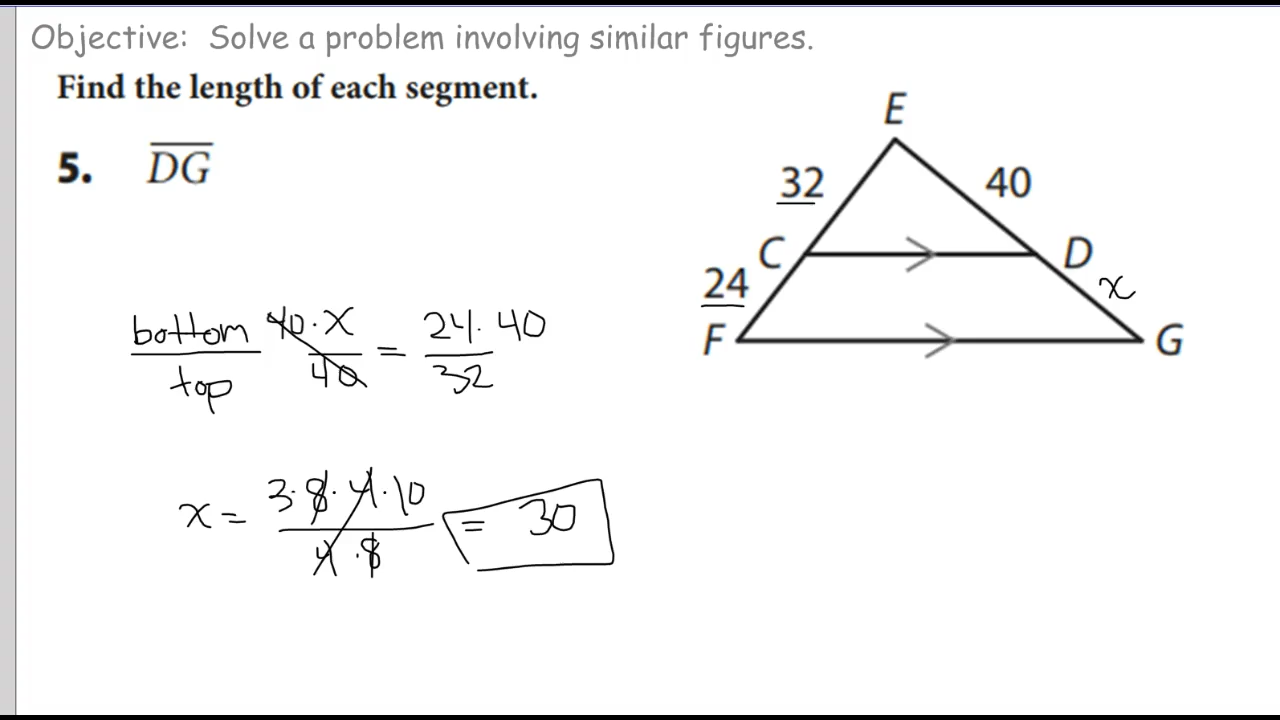 Objective: Solve a problem involving similar figures.
Find the length of each segment.
5. DG
E
32
40
C
D
24
x
F
G
bottom 40 · x = 24 · 40
top 40 32
x = 3 · 8 · 4 · 10 = 30
4 · 8